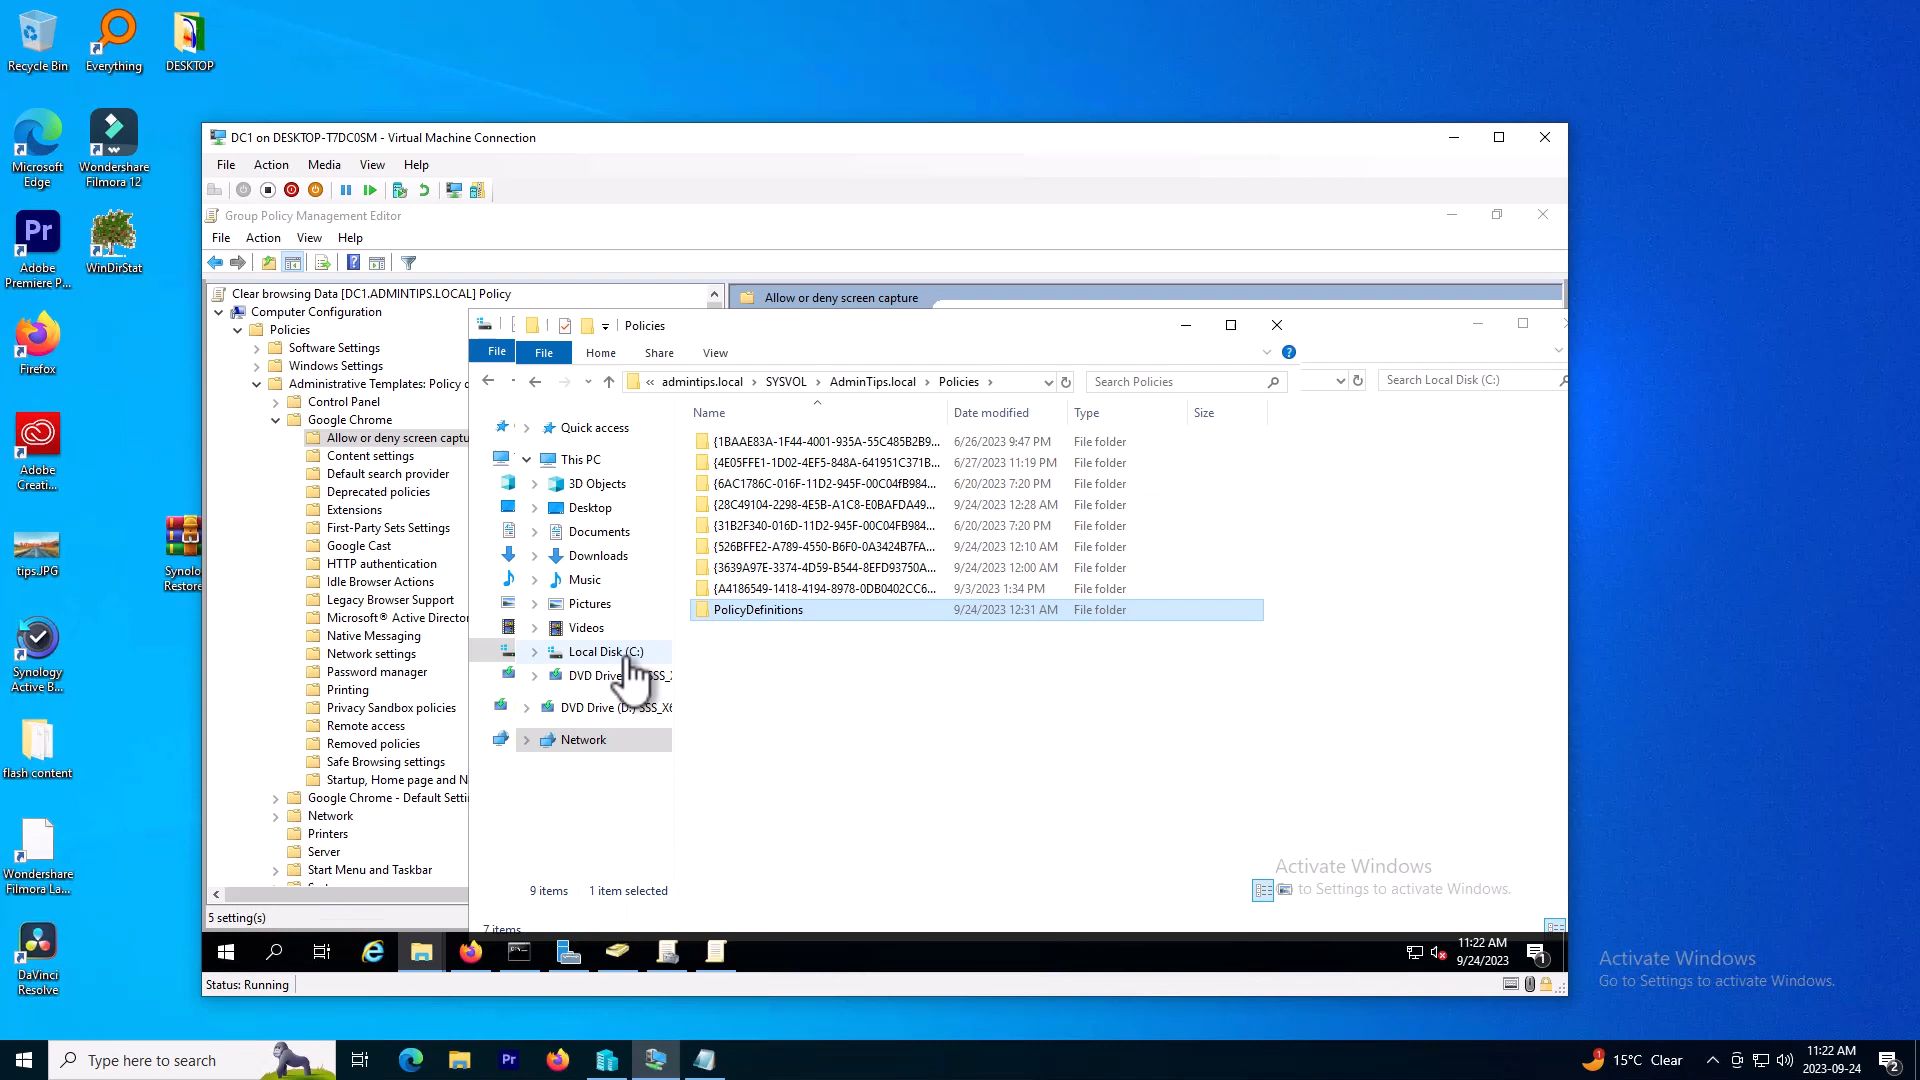 Recycle Bin
Everything
DESKTOP
Microsoft
Edge
Wondershare
Filmora 12
Adobe
Premiere P...
WinDirStat
Firefox
Adobe
Creati...
tips.JPG
Synolo
Restore
Synology
Active B...
flash content
Wondershare
Filmora La...
DaVinci
Resolve
DC1 on DESKTOP-T7DC0SM - Virtual Machine Connection
File Action Media View Help
Group Policy Management Editor
File Action View Help
Clear browsing Data [DC1.ADMINTIPS.LOCAL] Policy
Computer Configuration
Policies
Software Settings
Windows Settings
Administrative Templates: Policy
Control Panel
Google Chrome
Allow or deny screen captu
Content settings
Default search provider
Deprecated policies
Extensions
First-Party Sets Settings
Google Cast
HTTP authentication
Idle Browser Actions
Legacy Browser Support
Microsoft® Active Director
Native Messaging
Network settings
Password manager
Printing
Privacy Sandbox policies
Remote access
Removed policies
Safe Browsing settings
Startup, Home page and N
Google Chrome - Default Setti
Network
Printers
Server
Start Menu and Taskbar
5 setting(s)
Allow or deny screen capture
Policies
File File Home Share View
« admintips.local > SYSVOL > AdminTips.local > Policies >
Search Policies
Search Local Disk (C:)
Quick access
This PC
3D Objects
Desktop
Documents
Downloads
Music
Pictures
Videos
Local Disk (C:)
DVD Drive SSS_X
DVD Drive (D:) SSS_X6
Network
Name Date modified Type Size
{1BAAE83A-1F44-4001-935A-55C485B2B9... 6/26/2023 9:47 PM File folder
{4E05FFE1-1D02-4EF5-848A-641951C371B... 6/27/2023 11:19 PM File folder
{6AC1786C-016F-11D2-945F-00C04fB984... 6/20/2023 7:20 PM File folder
{28C49104-2298-4E5B-A1C8-E0BAFDA49... 9/24/2023 12:28 AM File folder
{31B2F340-016D-11D2-945F-00C04FB984... 6/20/2023 7:20 PM File folder
{526BFFE2-A789-4550-B6F0-0A3424B7FA... 9/24/2023 12:10 AM File folder
{3639A97E-3374-4D59-B544-8EFD93750A... 9/24/2023 12:00 AM File folder
{A4186549-1418-4194-8978-0DB0402CC6... 9/3/2023 1:34 PM File folder
PolicyDefinitions 9/24/2023 12:31 AM File folder
9 items 1 item selected
7 items
Activate Windows
to Settings to activate Windows.
11:22 AM
9/24/2023
1
Status: Running
Activate Windows
Go to Settings to activate Windows.
Type here to search
Pr
1
15°C Clear
11:22 AM
2023-09-24
2